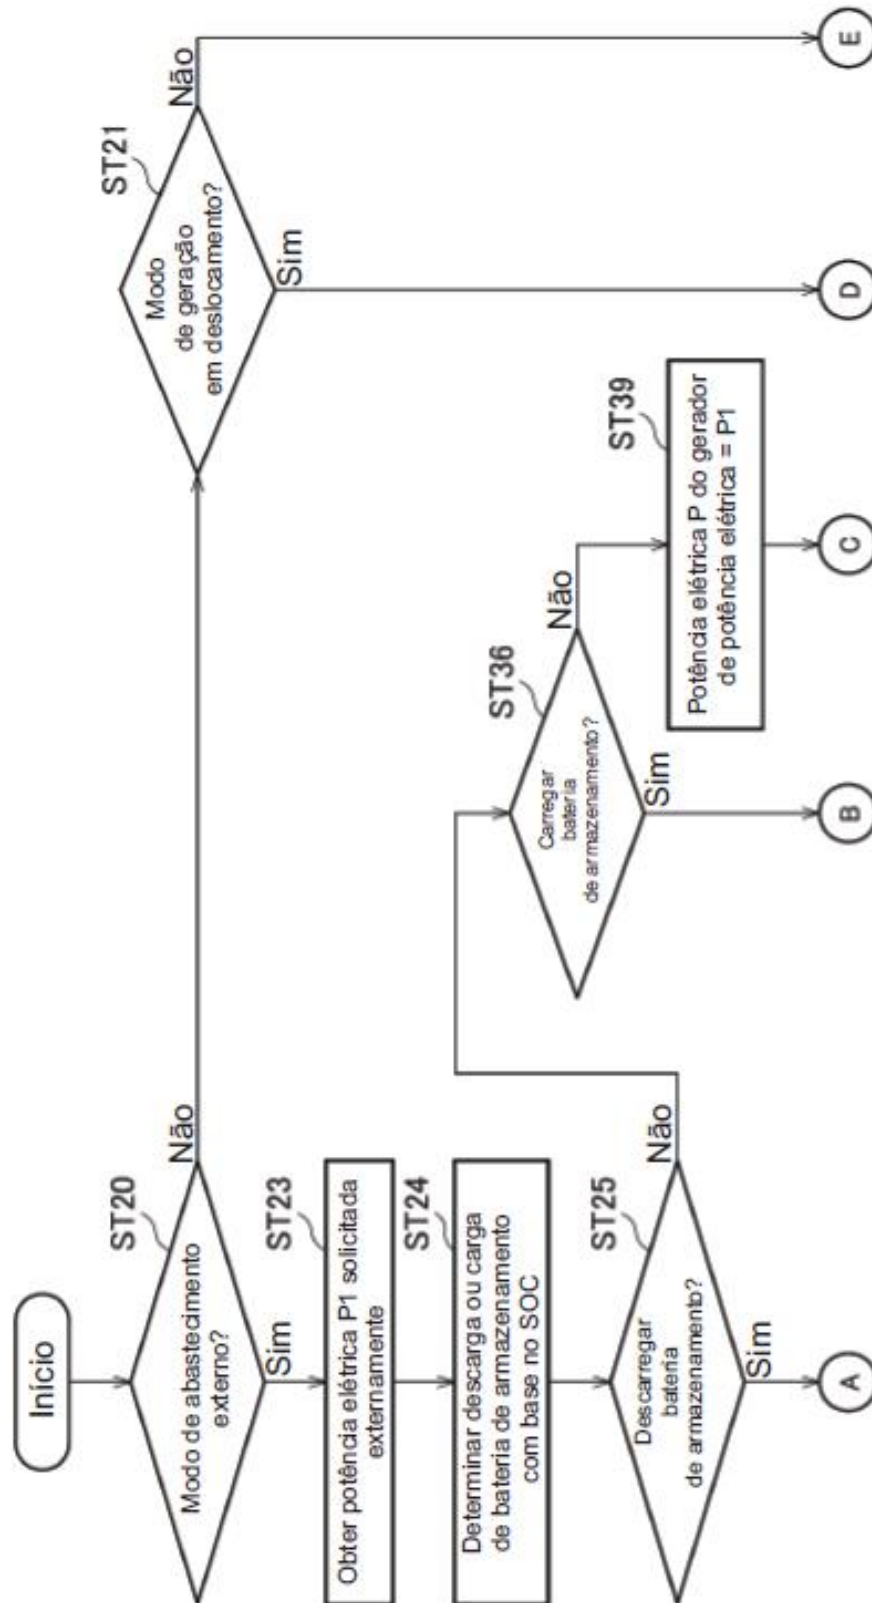 Início
ST20
Modo de abastecimento
externo?
Não
Sim
ST21
Modo
de geração
em deslocamento?
Não
Sim
ST23
Obter potência elétrica P1 solicitada
externamente
ST24
Determinar descarga ou carga
de bateria de armazenamento
com base no SOC
ST25
Descarregar
bateria
de armazenamento?
Não
Sim
ST36
Carregar
bateria
de armazenamento?
Não
Sim
ST39
Potência elétrica P do gerador
de potência elétrica = P1
A
B
C
D
E